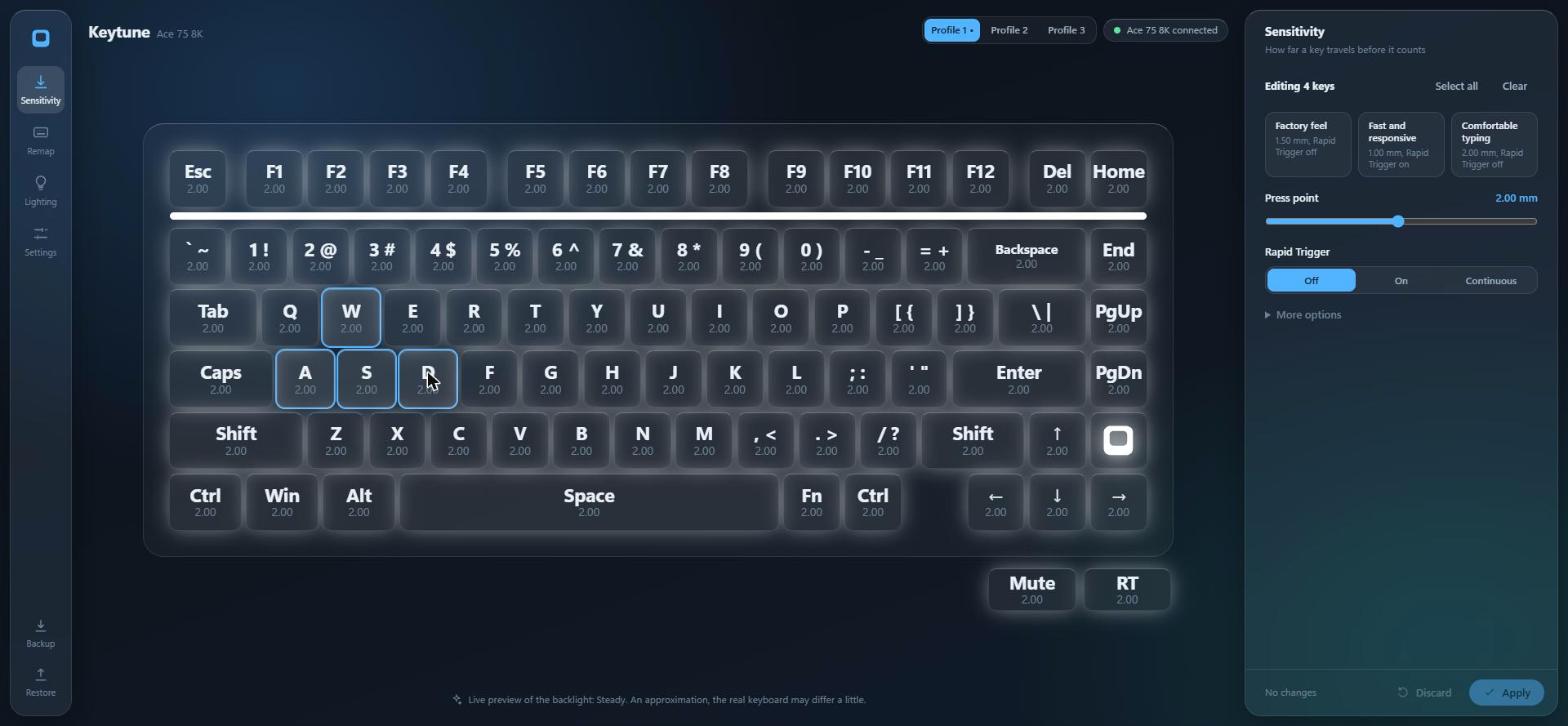 Keytune Ace 75 8K
Profile 1 • Profile 2 Profile 3
Ace 75 8K connected
Sensitivity
Remap
Lighting
Settings
Backup
Restore
Esc F1 F2 F3 F4 F5 F6 F7 F8 F9 F10 F11 F12 Del Home
2.00 2.00 2.00 2.00 2.00 2.00 2.00 2.00 2.00 2.00 2.00 2.00 2.00 2.00 2.00
` ~ 1 ! 2 @ 3 # 4 $ 5 % 6 ^ 7 & 8 * 9 ( 0 ) - _ = + Backspace End
2.00 2.00 2.00 2.00 2.00 2.00 2.00 2.00 2.00 2.00 2.00 2.00 2.00 2.00 2.00
Tab Q W E R T Y U I O P [ { ] } \ | PgUp
2.00 2.00 2.00 2.00 2.00 2.00 2.00 2.00 2.00 2.00 2.00 2.00 2.00 2.00 2.00
Caps A S D F G H J K L ; : ' " Enter PgDn
2.00 2.00 2.00 2.00 2.00 2.00 2.00 2.00 2.00 2.00 2.00 2.00 2.00 2.00
Shift Z X C V B N M , < . > / ? Shift ↑
2.00 2.00 2.00 2.00 2.00 2.00 2.00 2.00 2.00 2.00 2.00 2.00 2.00
Ctrl Win Alt Space Fn Ctrl ← ↓ →
2.00 2.00 2.00 2.00 2.00 2.00 2.00 2.00 2.00
Mute RT
2.00 2.00
Live preview of the backlight: Steady. An approximation, the real keyboard may differ a little.
Sensitivity
How far a key travels before it counts
Editing 4 keys Select all Clear
Factory feel
1.50 mm, Rapid
Trigger off
Fast and
responsive
1.00 mm, Rapid
Trigger on
Comfortable
typing
2.00 mm, Rapid
Trigger off
Press point 2.00 mm
Rapid Trigger
Off On Continuous
More options
No changes Discard Apply